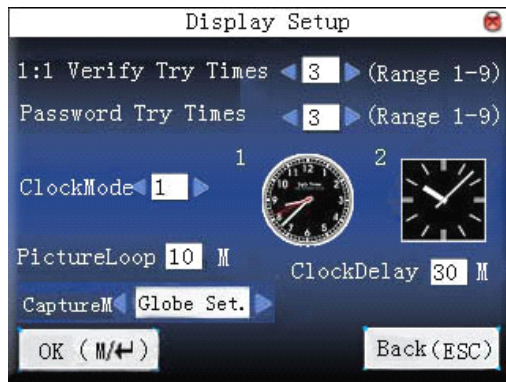 Display Setup
1:1 Verify Try Times 3 (Range 1-9)
Password Try Times 3 (Range 1-9)
ClockMode 1 1 2
12
PictureLoop 10 M
ClockDelay 30 M
CaptureM Globe Set.
OK (M/↵) Back(ESC)